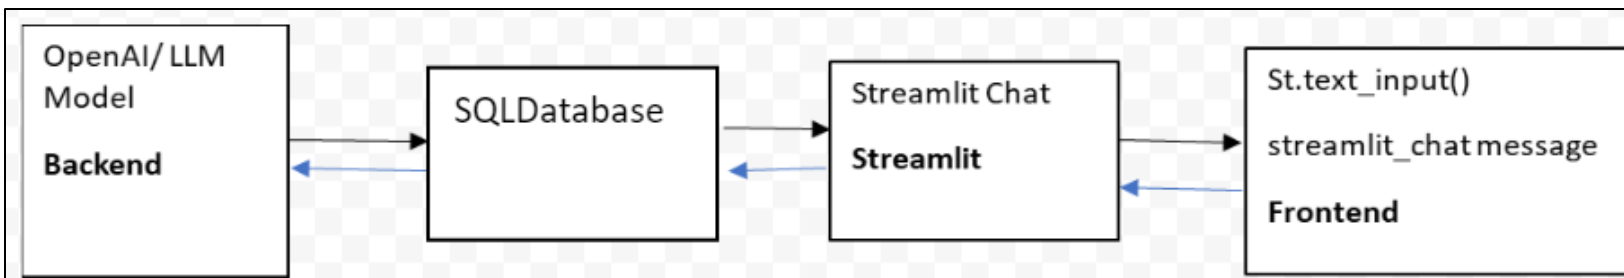 OpenAI/ LLM
Model
Backend
SQLDatabase
Streamlit Chat
Streamlit
St.text_input()
streamlit_chat message
Frontend